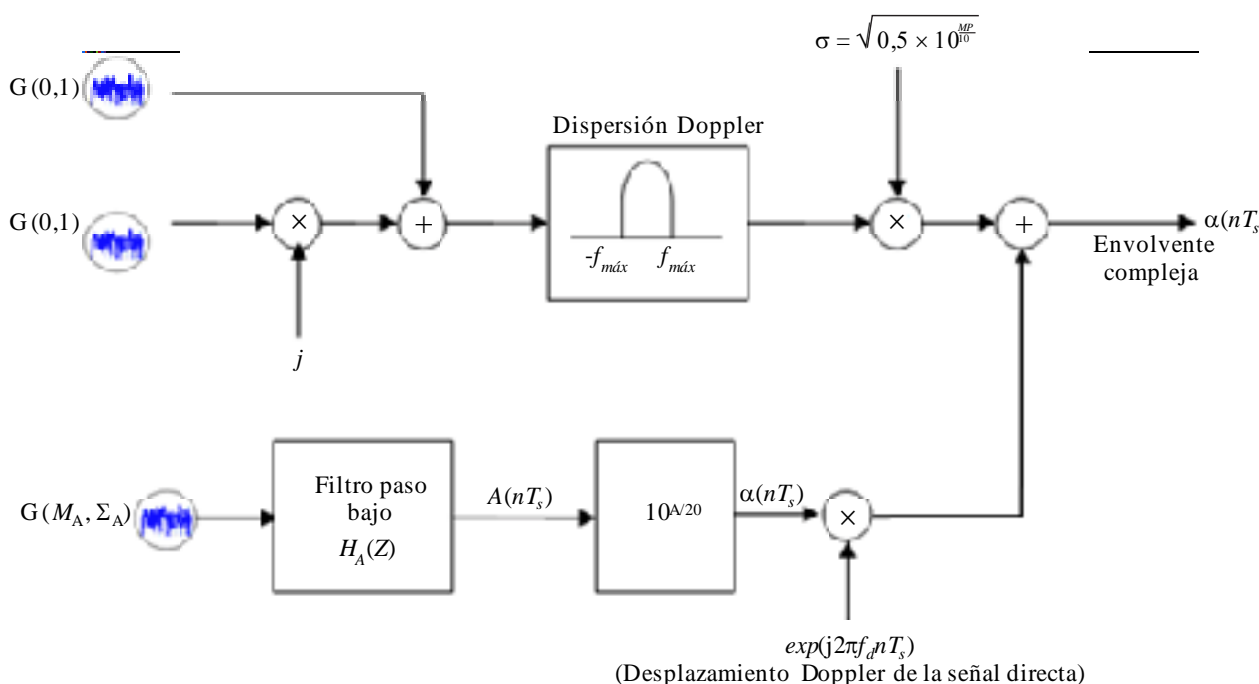 σ = √0,5 × 10^{MP/10}
G(0,1)
Dispersión Doppler
G(0,1)
×
+
-f_máx f_máx
×
+
α(nT_s
Envolvente
compleja
j
G(M_A, Σ_A)
Filtro paso
bajo
H_A(Z)
A(nT_s)
10^{A/20}
α(nT_s)
×
exp(j2πf_d nT_s)
(Desplazamiento Doppler de la señal directa)